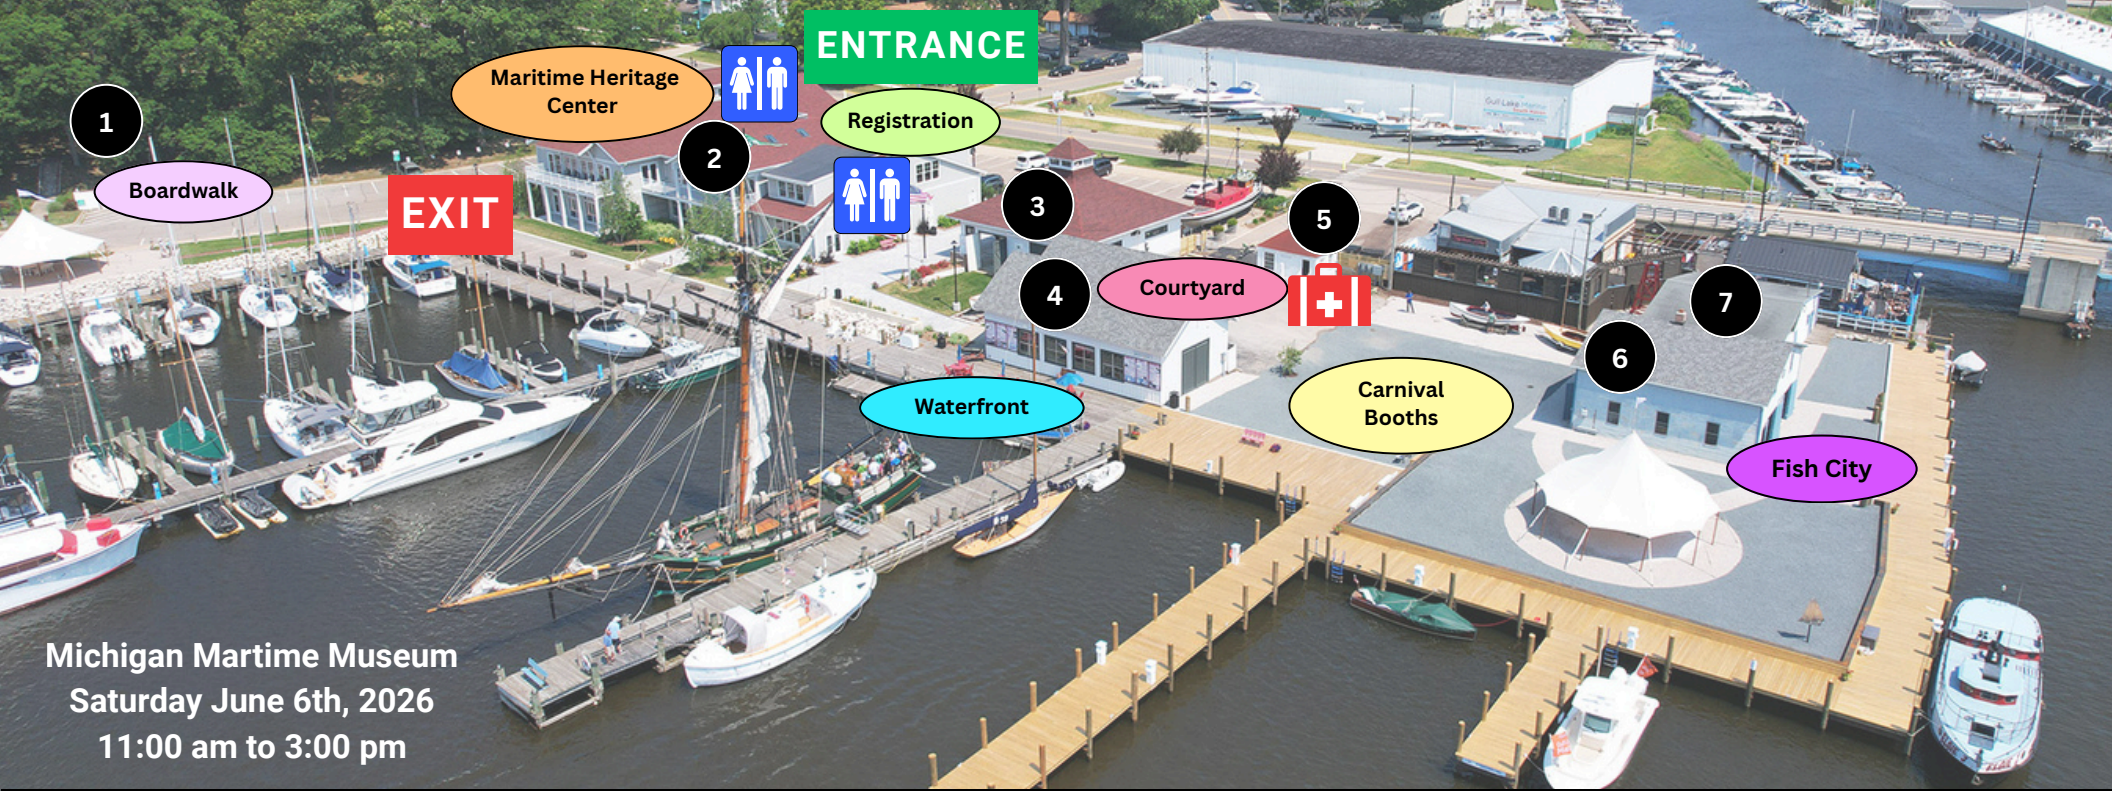 ENTRANCE
Maritime Heritage
Center
Registration
1
2
Boardwalk
EXIT
3
5
4
Courtyard
7
6
Waterfront
Carnival
Booths
Fish City
Michigan Martime Museum
Saturday June 6th, 2026
11:00 am to 3:00 pm